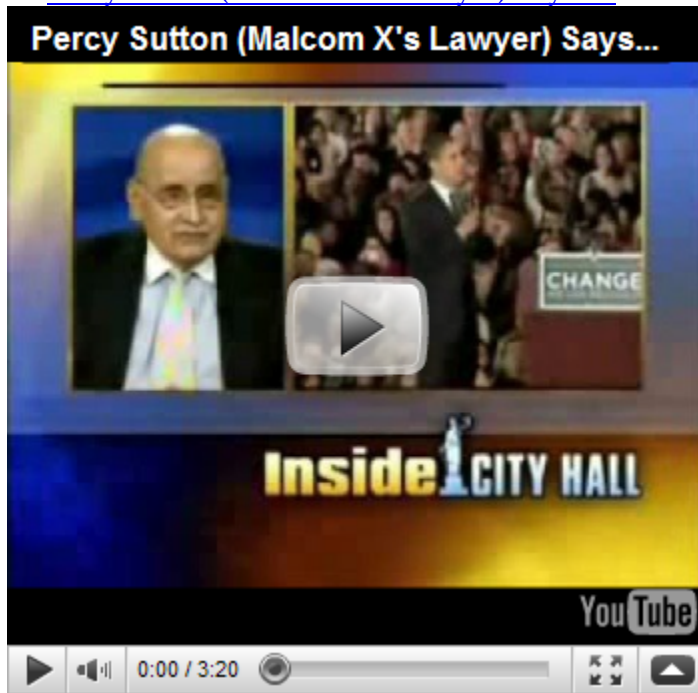 Percy Sutton (Malcom X's Lawyer) Says...
CHANGE
Inside CITY HALL
YouTube
0:00 / 3:20